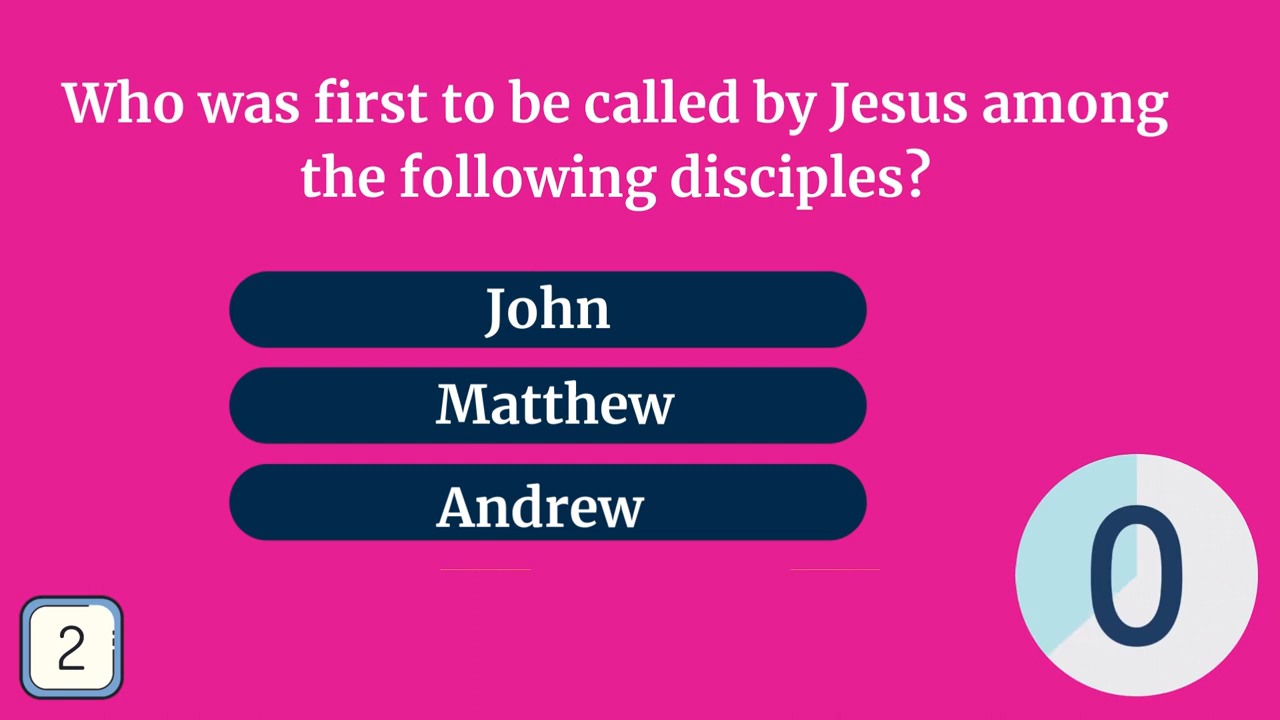 Who was first to be called by Jesus among
the following disciples?
John
Matthew
Andrew
2
0